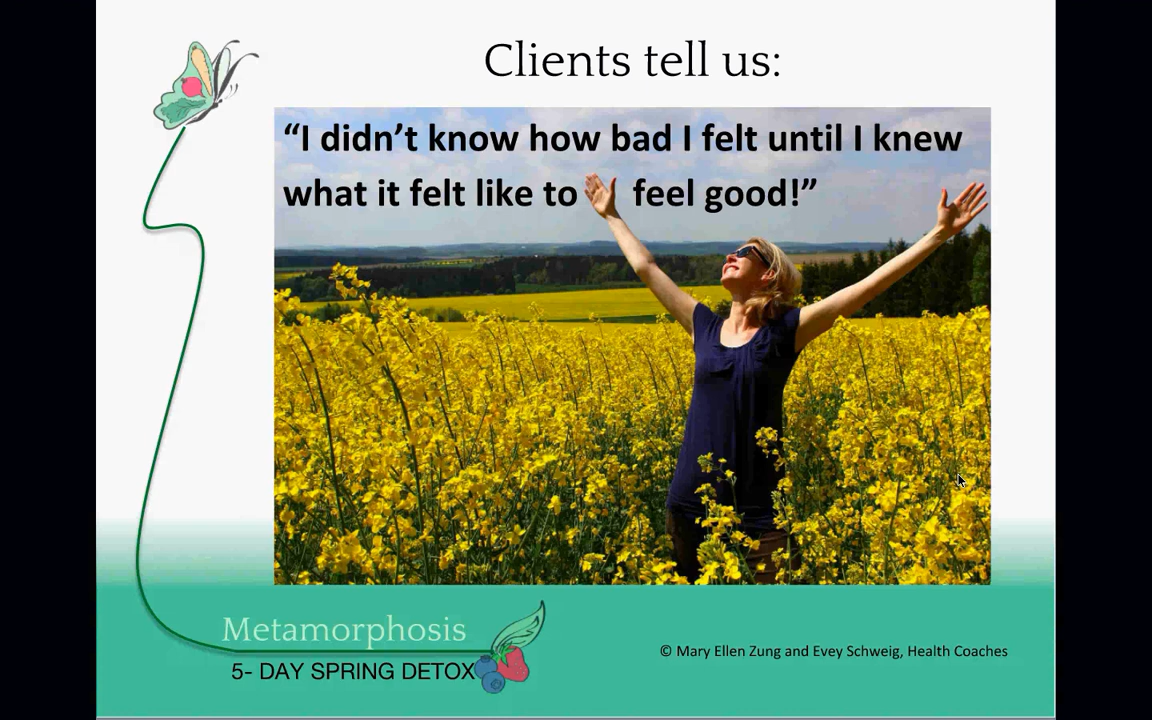 Clients tell us:
“I didn’t know how bad I felt until I knew
what it felt like to feel good!”
Metamorphosis
5- DAY SPRING DETOX
© Mary Ellen Zung and Evey Schweig, Health Coaches